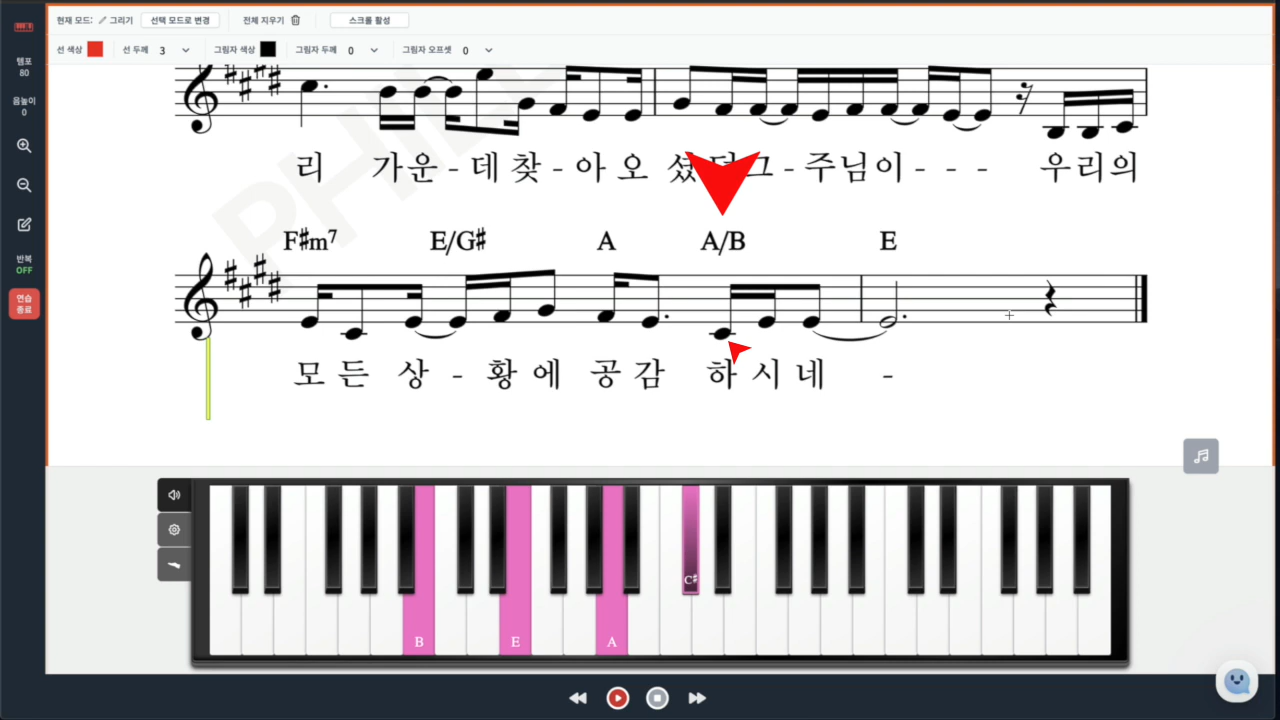 현재 모드: 그리기 선택 모드로 변경 전체 지우기 스크롤 활성
선 색상 선 두께 3 그림자 색상 그림자 두께 0 그림자 오프셋 0
템포
80
음높이
0
반복
OFF
연습
종료
PHIL
리 가운 - 데 찾 - 아 오 셨 그 - 주님이 - - - 우리의
F♯m7 E/G♯ A A/B E
모 든 상 - 황 에 공 감 하 시 네 -
C♯
B E A